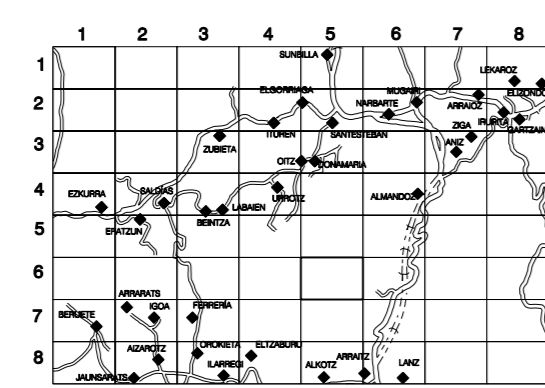 1 2 3 4 5 6 7 8
1
SUNBILLA
LEKAROZ
2
ELGORRIAGA
MUGAIRI
ELIZONDO
NARBARTE
ARRAIOZ
IRURITA
GARTZAIN
ITUREN
SANTESTEBAN
ZIGA
3
ZUBIETA
ANIZ
OITZ
DONAMARIA
4
EZKURRA
SALDIAS
URROTZ
ALMANDOZ
BEINTZA
LABAIEN
5
ERATZUN
6
ARRARATS
7
BERUETE
IGOA
FERRERÍA
8
AIZAROTZ
OROKIETA
ELTZABURU
ILARREGI
ARRAITZ
JAUNSARATS
ALKOTZ
LANZ